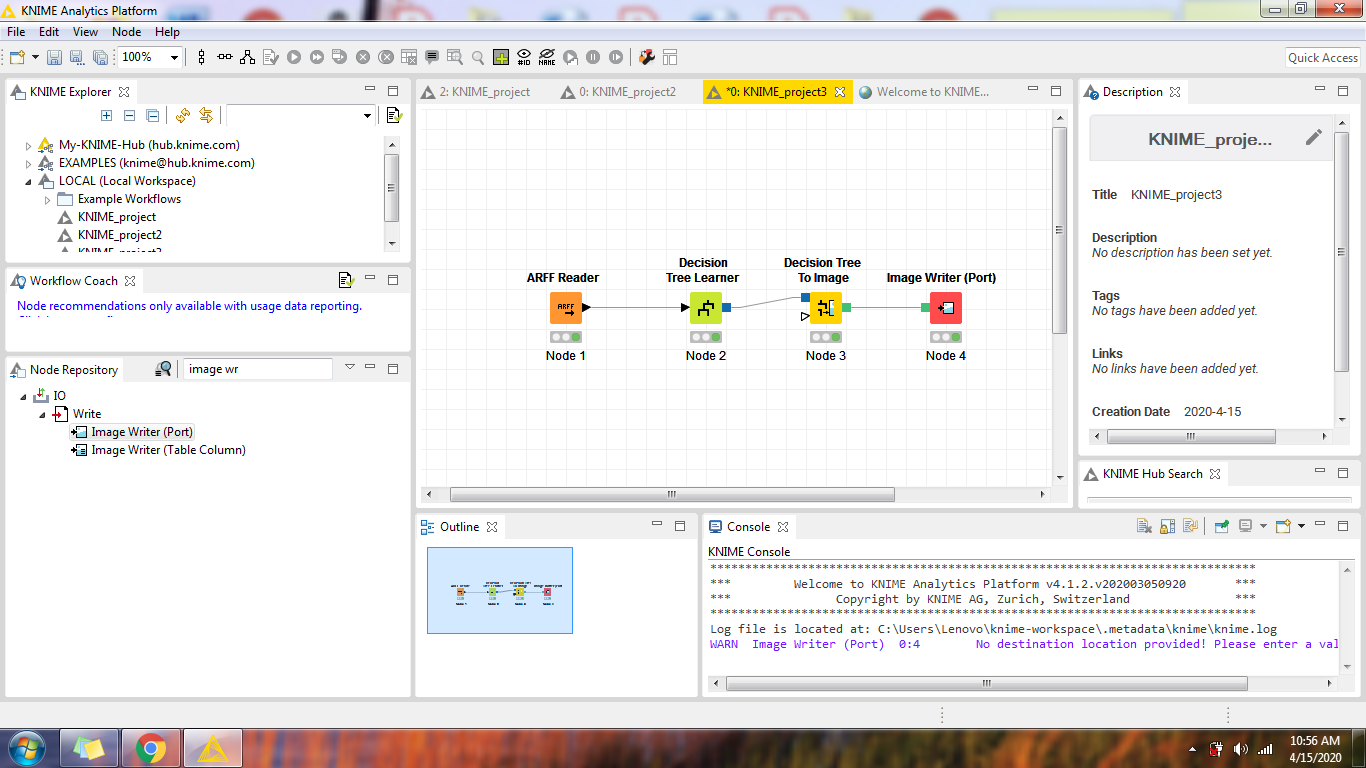 KNIME Analytics Platform
File Edit View Node Help
100%
#ID
NAME
Quick Access
KNIME Explorer
My-KNIME-Hub (hub.knime.com)
EXAMPLES (knime@hub.knime.com)
LOCAL (Local Workspace)
Example Workflows
KNIME_project
KNIME_project2
Workflow Coach
Node recommendations only available with usage data reporting.
Node Repository
image wr
IO
Write
Image Writer (Port)
Image Writer (Table Column)
2: KNIME_project
0: KNIME_project2
*0: KNIME_project3
Welcome to KNIME...
ARFF Reader
ARFF
Node 1
Decision
Tree Learner
Node 2
Decision Tree
To Image
Node 3
Image Writer (Port)
Node 4
Outline
Description
KNIME_proje...
Title KNIME_project3
Description
No description has been set yet.
Tags
No tags have been added yet.
Links
No links have been added yet.
Creation Date 2020-4-15
KNIME Hub Search
Console
KNIME Console
*** Welcome to KNIME Analytics Platform v4.1.2.v202003050920 ***
*** Copyright by KNIME AG, Zurich, Switzerland ***
Log file is located at: C:\Users\Lenovo\knime-workspace\.metadata\knime\knime.log
WARN Image Writer (Port) 0:4 No destination location provided! Please enter a val
10:56 AM
4/15/2020